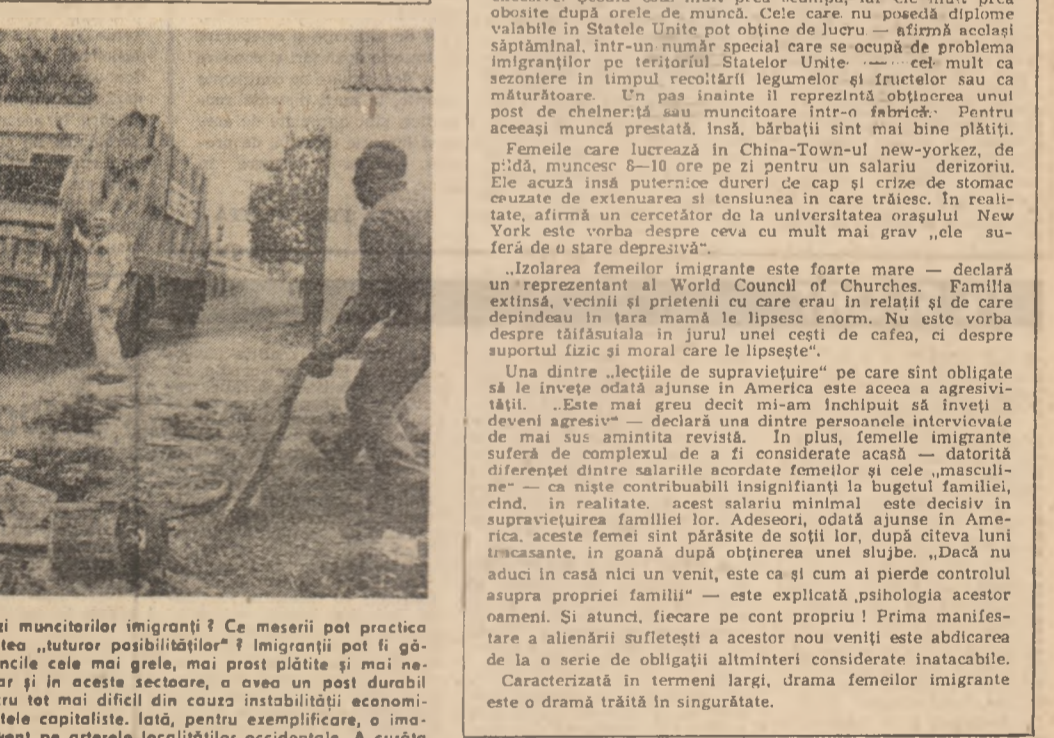 obosite după orele de muncă. Cele care nu posedă diplome
valabile în Statele Unite pot obține de lucru — afirmă același
săptămînal, într-un număr special care se ocupă de problema
imigranților pe teritoriul Statelor Unite — cel mult ca
sezoniere în timpul recoltării legumelor și fructelor sau ca
măturătoare. Un pas înainte îl reprezintă obținerea unui
post de chelneriță sau muncitoare într-o fabrică. Pentru
aceeași muncă prestată, însă, bărbații sînt mai bine plătiți.
Femeile care lucrează în China-Town-ul new-yorkez, de
pildă, muncesc 8—10 ore pe zi pentru un salariu derizoriu.
Ele acuză însă puternice dureri de cap și crize de stomac
cauzate de extenuarea si tensiunea in care trăiesc. În reali-
tate, afirmă un cercetător de la universitatea orașului New
York este vorba despre ceva cu mult mai grav „ele su-
feră de o stare depresivă“.
„Izolarea femeilor imigrante este foarte mare — declară
un reprezentant al World Council of Churches. Familia
extinsă, vecinii și prietenii cu care erau în relații și de care
depindeau în țara mamă le lipsesc enorm. Nu este vorba
despre tăifăsuiala în jurul unei cești de cafea, ci despre
suportul fizic și moral care le lipsește“.
Una dintre „lecțiile de supraviețuire“ pe care sînt obligate
să le învețe odată ajunse în America este aceea a agresivi-
tății. „Este mai greu decît mi-am închipuit să înveți a
deveni agresiv“ — declară una dintre persoanele intervievate
de mai sus amintita revistă. În plus, femeile imigrante
suferă de complexul de a fi considerate acasă — datorită
diferenței dintre salariile acordate femeilor și cele „masculi-
ne“ — ca niște contribuabili insignifianți la bugetul familiei,
cînd, in realitate, acest salariu minimal este decisiv în
supraviețuirea familiei lor. Adeseori, odată ajunse în Ame-
rica, aceste femei sînt părăsite de soții lor, după cîteva luni
tracasante, in goană după obținerea unei slujbe. „Dacă nu
aduci în casă nici un venit, este ca și cum ai pierde controlul
asupra propriei familii“ — este explicată psihologia acestor
oameni. Și atunci, fiecare pe cont propriu ! Prima manifes-
tare a alienării sufletești a acestor nou veniți este abdicarea
de la o serie de obligații altminteri considerate inatacabile.
Caracterizată în termeni largi, drama femeilor imigrante
este o dramă trăită în singurătate.
zi muncitorilor imigranți ? Ce meserii pot practica
tea „tuturor posibilităților“ ? Imigranții pot fi gă-
ncile cele mai grele, mai prost plătite și mai ne-
ar și în aceste sectoare, a avea un post durabil
ru tot mai dificil din cauza instabilității economi-
tele capitaliste. Iată, pentru exemplificare, o ima-